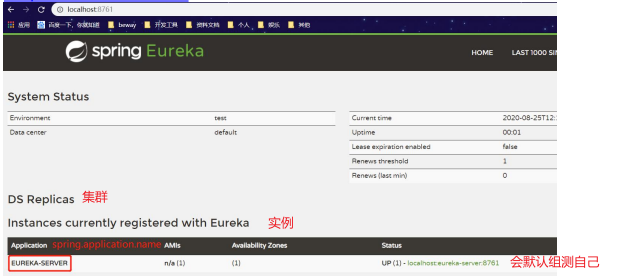 localhost:8761
应用 百度一下，你就知道 beway 开发工具 资料文档 个人 娱乐 其他
spring Eureka
HOME LAST 1000 SIN
System Status
Environment test
Data center default
Current time 2020-08-25T12:
Uptime 00:01
Lease expiration enabled false
Renews threshold 1
Renews (last min) 0
DS Replicas 集群
Instances currently registered with Eureka 实例
Application spring.application.name AMIs Availability Zones Status
EUREKA-SERVER n/a (1) (1) UP (1) - localhost:eureka-server:8761 会默认组测自己